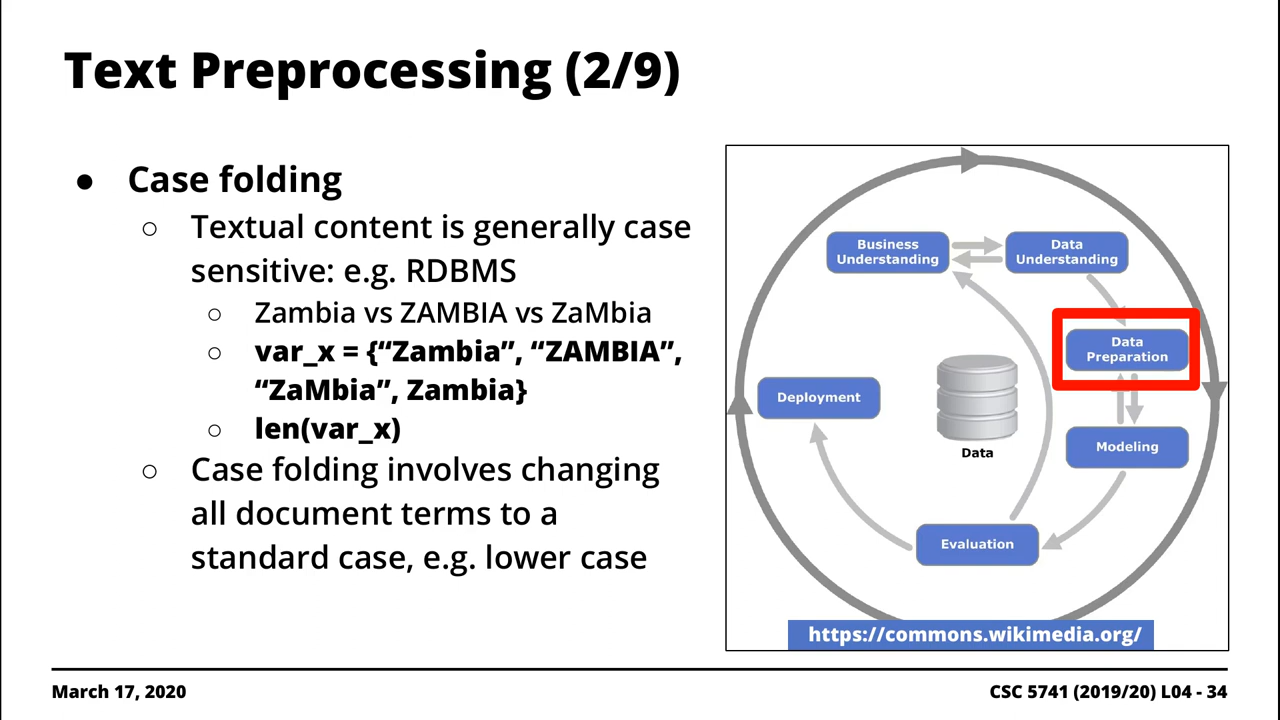 Text Preprocessing (2/9)
● Case folding
○ Textual content is generally case
sensitive: e.g. RDBMS
○ Zambia vs ZAMBIA vs ZaMbia
○ var_x = {“Zambia”, “ZAMBIA”,
“ZaMbia”, Zambia}
○ len(var_x)
○ Case folding involves changing
all document terms to a
standard case, e.g. lower case
Business
Understanding
Data
Understanding
Data
Preparation
Deployment
Data
Modeling
Evaluation
https://commons.wikimedia.org/
March 17, 2020
CSC 5741 (2019/20) L04 - 34